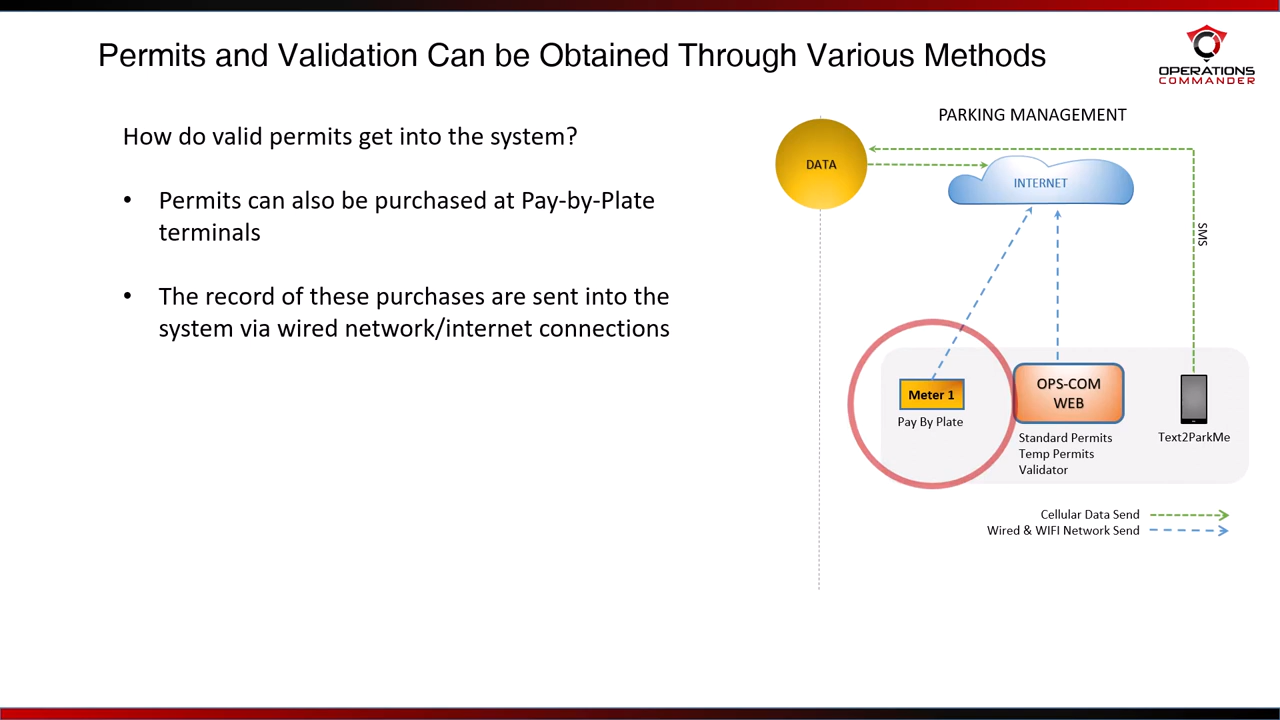 Permits and Validation Can be Obtained Through Various Methods
OPERATIONS
COMMANDER
How do valid permits get into the system?
• Permits can also be purchased at Pay-by-Plate
terminals
• The record of these purchases are sent into the
system via wired network/internet connections
PARKING MANAGEMENT
DATA
INTERNET
SMS
Meter 1
Pay By Plate
OPS-COM
WEB
Standard Permits
Temp Permits
Validator
Text2ParkMe
Cellular Data Send
Wired & WIFI Network Send